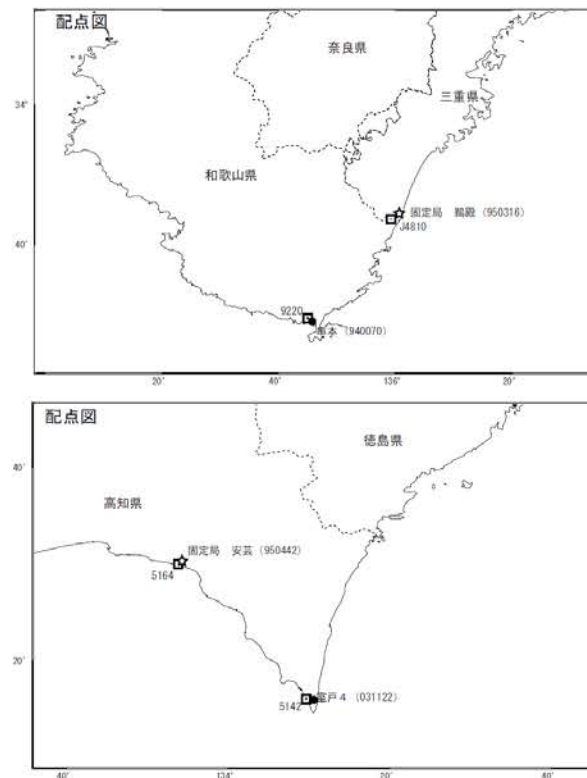 配点図
奈良県
三重県
34°
和歌山県
固定局 鵜殿 (950316)
J4810
40′
9220
串本 (940070)
20′ 40′ 136° 20′
配点図
徳島県
40′
高知県
固定局 安芸 (950442)
5164
20′
室戸4 (031122)
5142
40′ 134° 20′ 40′